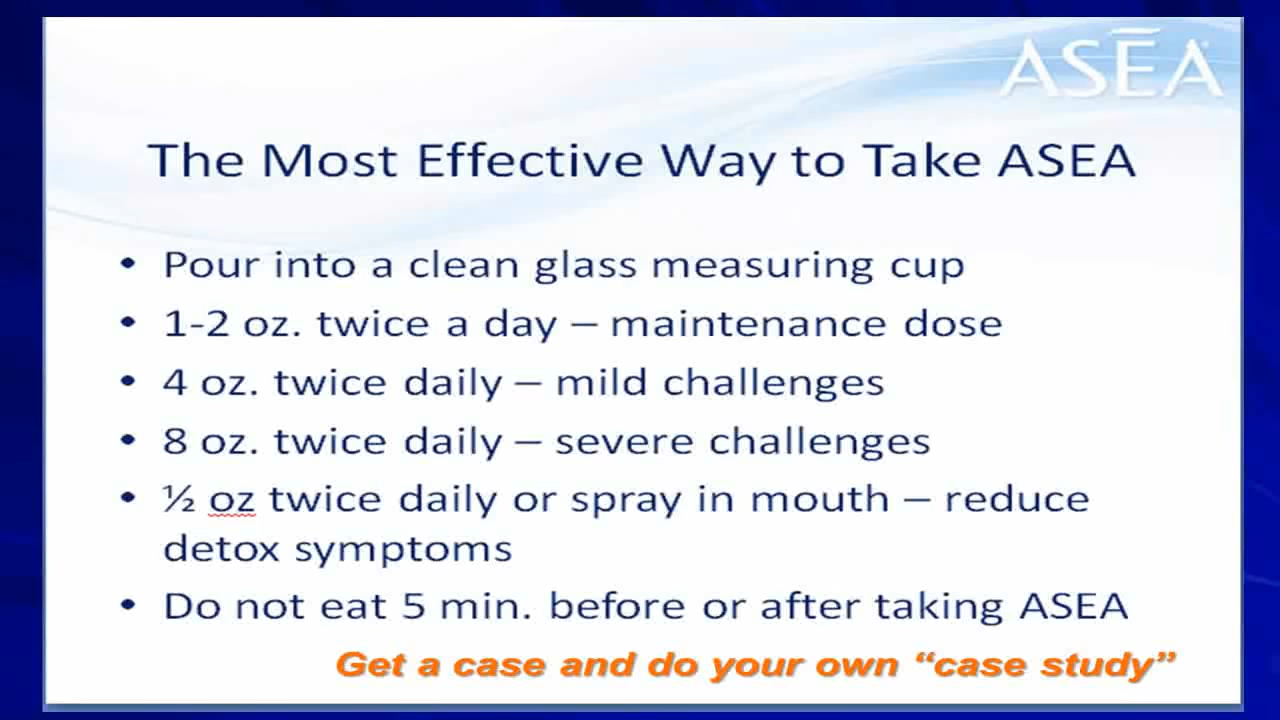 ASEA
The Most Effective Way to Take ASEA
• Pour into a clean glass measuring cup
• 1-2 oz. twice a day – maintenance dose
• 4 oz. twice daily – mild challenges
• 8 oz. twice daily – severe challenges
• ½ oz twice daily or spray in mouth – reduce
detox symptoms
• Do not eat 5 min. before or after taking ASEA
Get a case and do your own “case study”